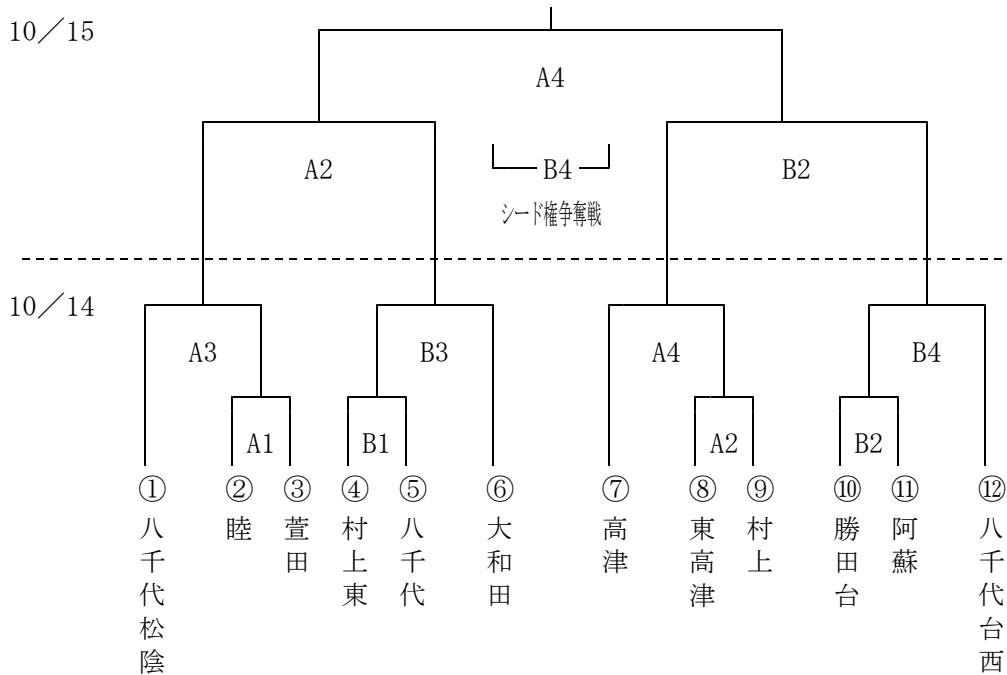 10／15
A4
A2
B4
B2
シード権争奪戦
10／14
A3
B3
A4
B4
A1
B1
A2
B2
① ② ③ ④ ⑤ ⑥ ⑦ ⑧ ⑨ ⑩ ⑪ ⑫
八千代松陰
睦
萱田
村上東
八千代
大和田
高津
東高津
村上
勝田台
阿蘇
八千代台西